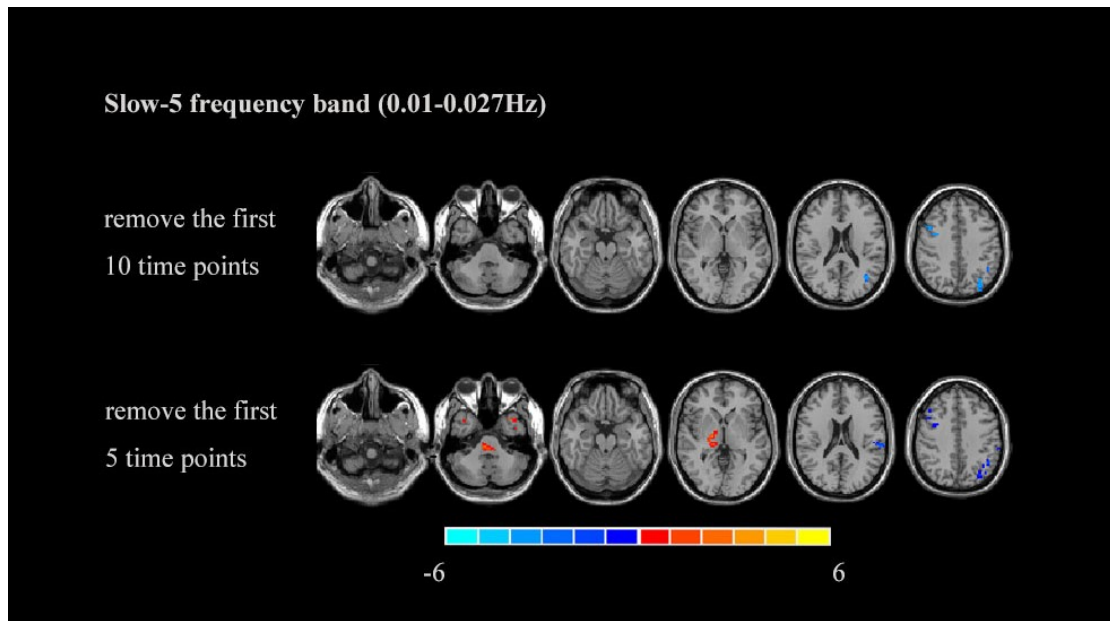 Slow-5 frequency band (0.01-0.027Hz)
remove the first
10 time points
remove the first
5 time points
-6
6